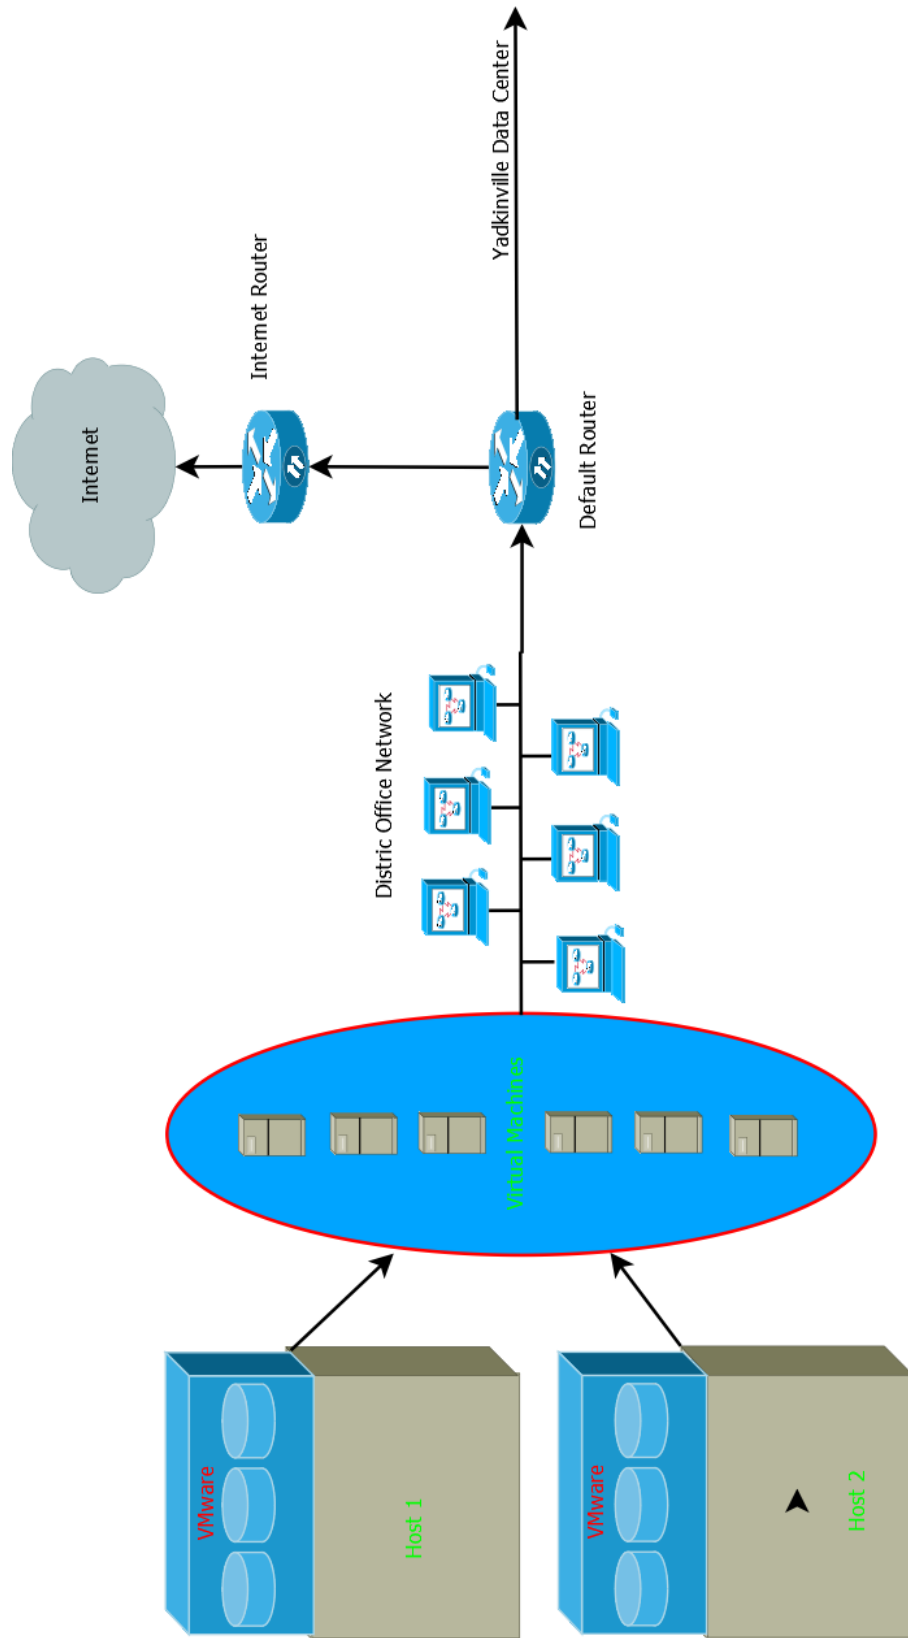 VMware
Host 1
VMware
Host 2
Virtual Machines
Distric Office Network
Default Router
Internet Router
Internet
Yadkinville Data Center